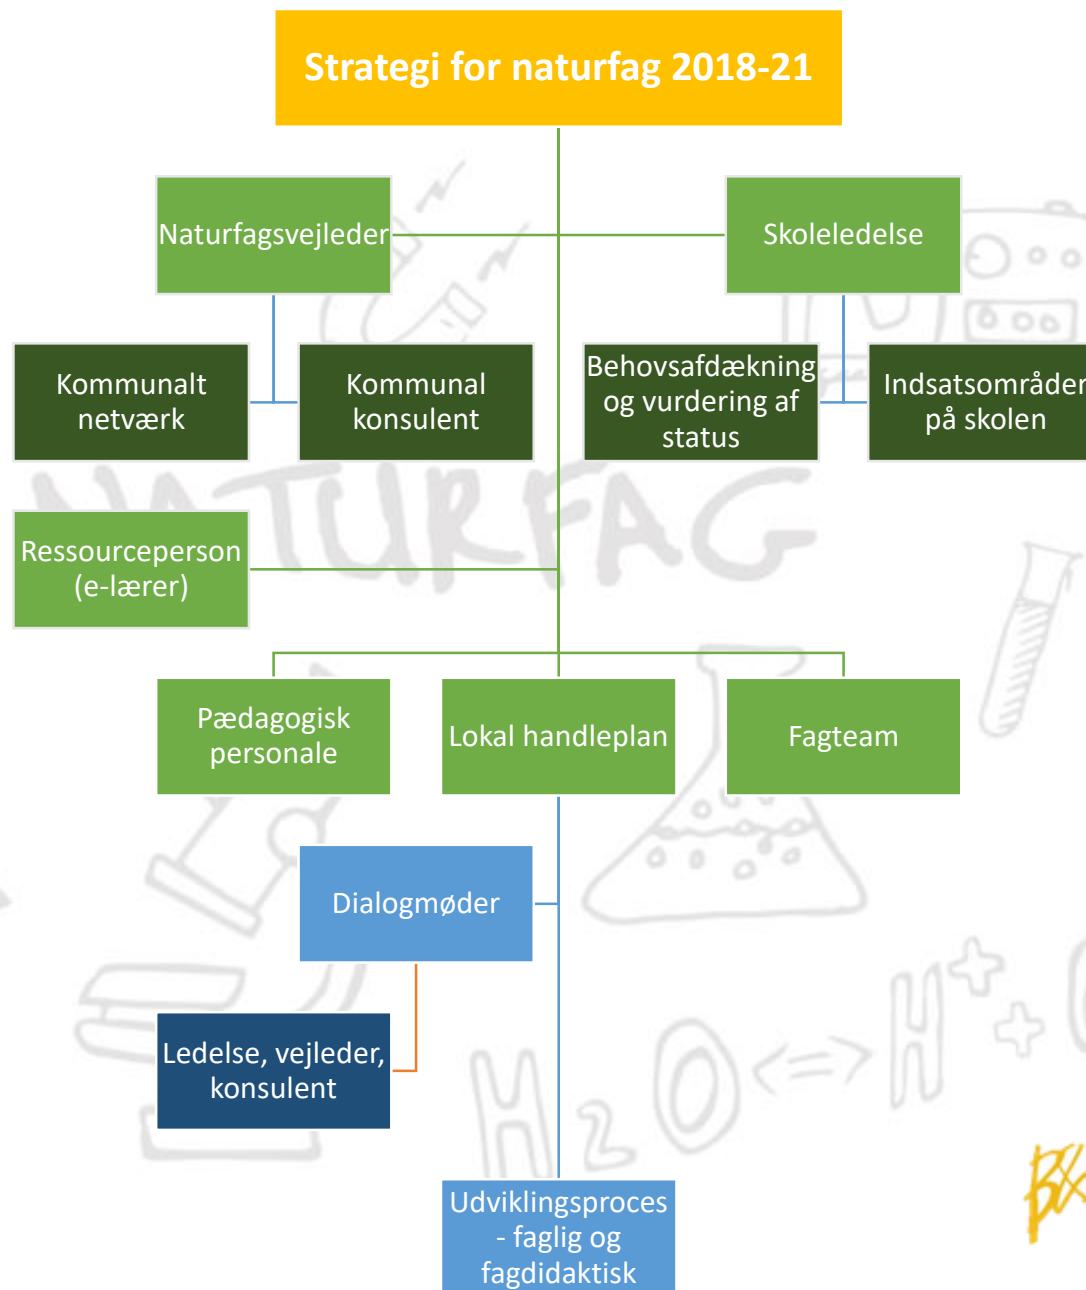 Strategi for naturfag 2018-21
Naturfagsvejleder
Skoleledelse
Kommunalt
netværk
Kommunal
konsulent
Behovsafdækning
og vurdering af
status
Indsatsområder
på skolen
NATURFAG
Ressourceperson
(e-lærer)
Pædagogisk
personale
Lokal handleplan
Fagteam
Dialogmøder
Ledelse, vejleder,
konsulent
H₂O <=> H⁺ +
Udviklingsproces
- faglig og
fagdidaktisk